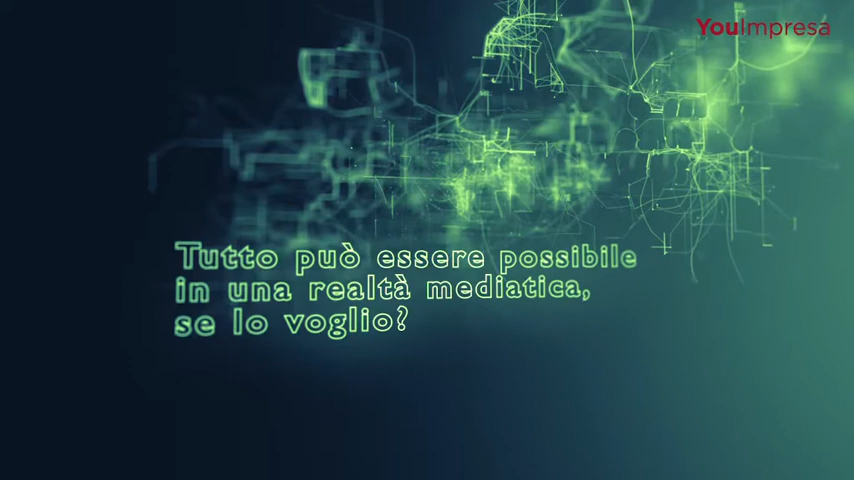 YouImpresa
Tutto può essere possibile
in una realtà mediatica,
se lo voglio?